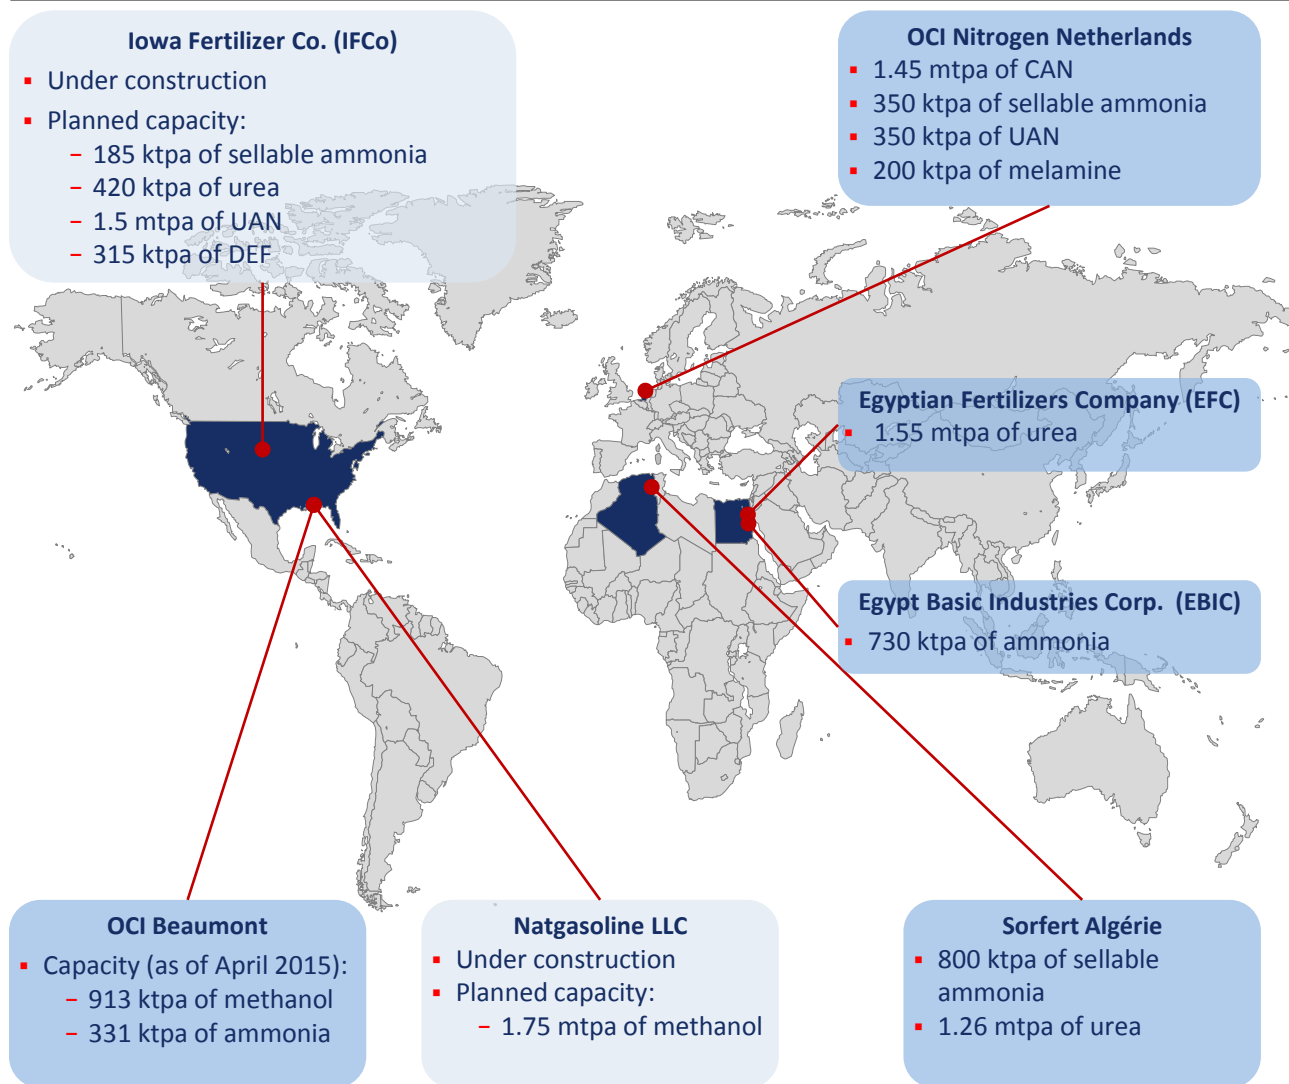 Iowa Fertilizer Co. (IFCo)
▪ Under construction
▪ Planned capacity:
− 185 ktpa of sellable ammonia
− 420 ktpa of urea
− 1.5 mtpa of UAN
− 315 ktpa of DEF
OCI Nitrogen Netherlands
▪ 1.45 mtpa of CAN
▪ 350 ktpa of sellable ammonia
▪ 350 ktpa of UAN
▪ 200 ktpa of melamine
Egyptian Fertilizers Company (EFC)
▪ 1.55 mtpa of urea
Egypt Basic Industries Corp. (EBIC)
▪ 730 ktpa of ammonia
OCI Beaumont
▪ Capacity (as of April 2015):
− 913 ktpa of methanol
− 331 ktpa of ammonia
Natgasoline LLC
▪ Under construction
▪ Planned capacity:
− 1.75 mtpa of methanol
Sorfert Algérie
▪ 800 ktpa of sellable
ammonia
▪ 1.26 mtpa of urea